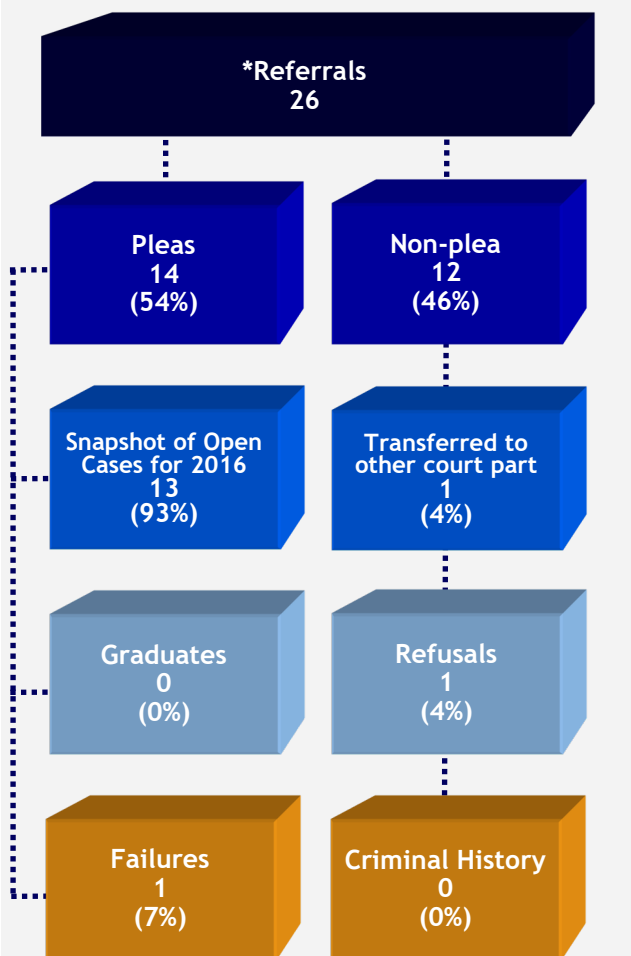 *Referrals
26
Pleas
14
(54%)
Non-plea
12
(46%)
Snapshot of Open
Cases for 2016
13
(93%)
Transferred to
other court part
1
(4%)
Graduates
0
(0%)
Refusals
1
(4%)
Failures
1
(7%)
Criminal History
0
(0%)